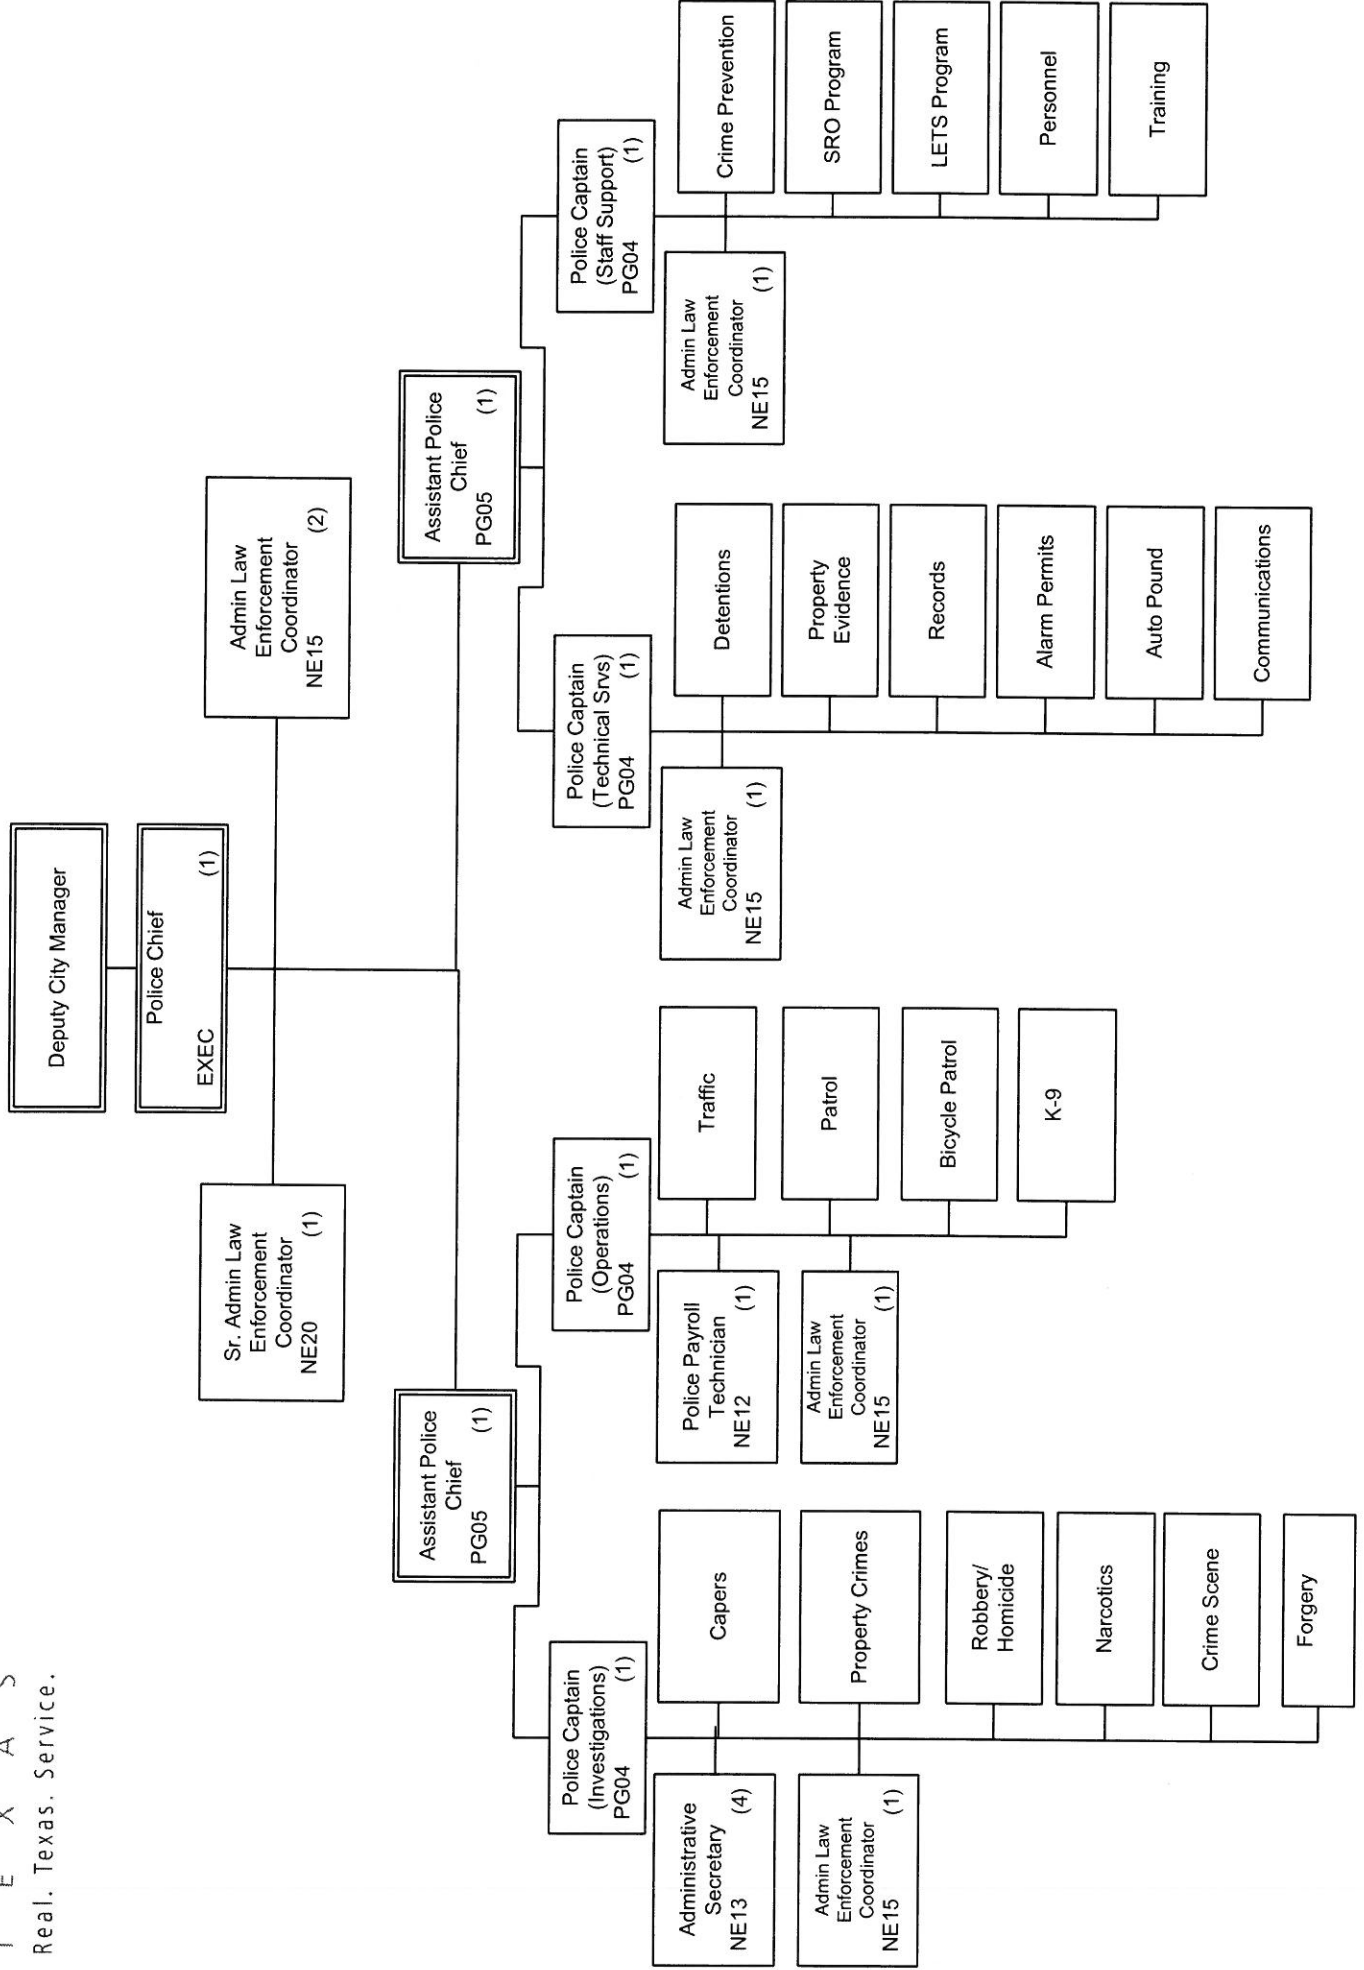 T E X A S
Real. Texas. Service.
Deputy City Manager
Police Chief
EXEC (1)
Sr. Admin Law
Enforcement
Coordinator
NE20 (1)
Admin Law
Enforcement
Coordinator
NE15 (2)
Assistant Police
Chief
PG05 (1)
Assistant Police
Chief
PG05 (1)
Police Captain
(Investigations)
PG04 (1)
Administrative
Secretary
NE13 (4)
Admin Law
Enforcement
Coordinator
NE15 (1)
Capers
Property Crimes
Robbery/
Homicide
Narcotics
Crime Scene
Forgery
Police Captain
(Operations)
PG04 (1)
Police Payroll
Technician
NE12 (1)
Admin Law
Enforcement
Coordinator
NE15 (1)
Traffic
Patrol
Bicycle Patrol
K-9
Police Captain
(Technical Srvs)
PG04 (1)
Admin Law
Enforcement
Coordinator
NE15 (1)
Detentions
Property
Evidence
Records
Alarm Permits
Auto Pound
Communications
Police Captain
(Staff Support)
PG04 (1)
Admin Law
Enforcement
Coordinator
NE15 (1)
Crime Prevention
SRO Program
LETS Program
Personnel
Training